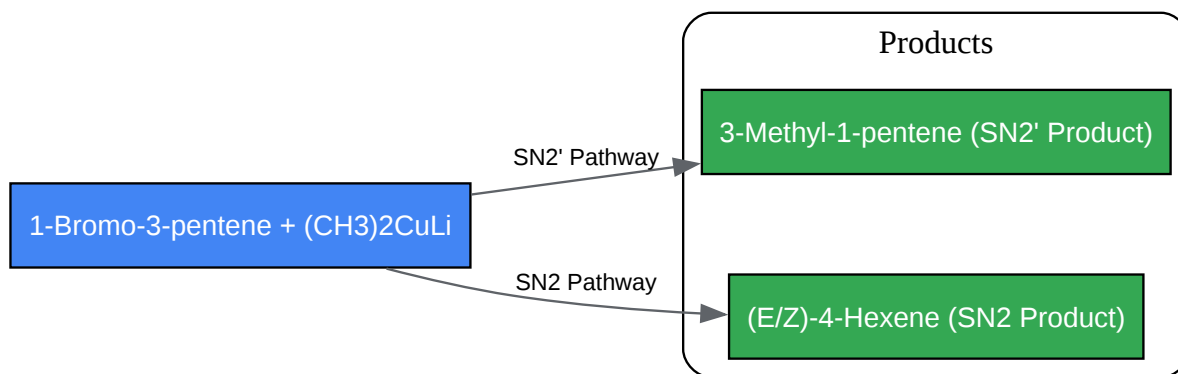 Products
3-Methyl-1-pentene (SN2' Product)
SN2' Pathway
1-Bromo-3-pentene + (CH3)2CuLi
SN2 Pathway
(E/Z)-4-Hexene (SN2 Product)